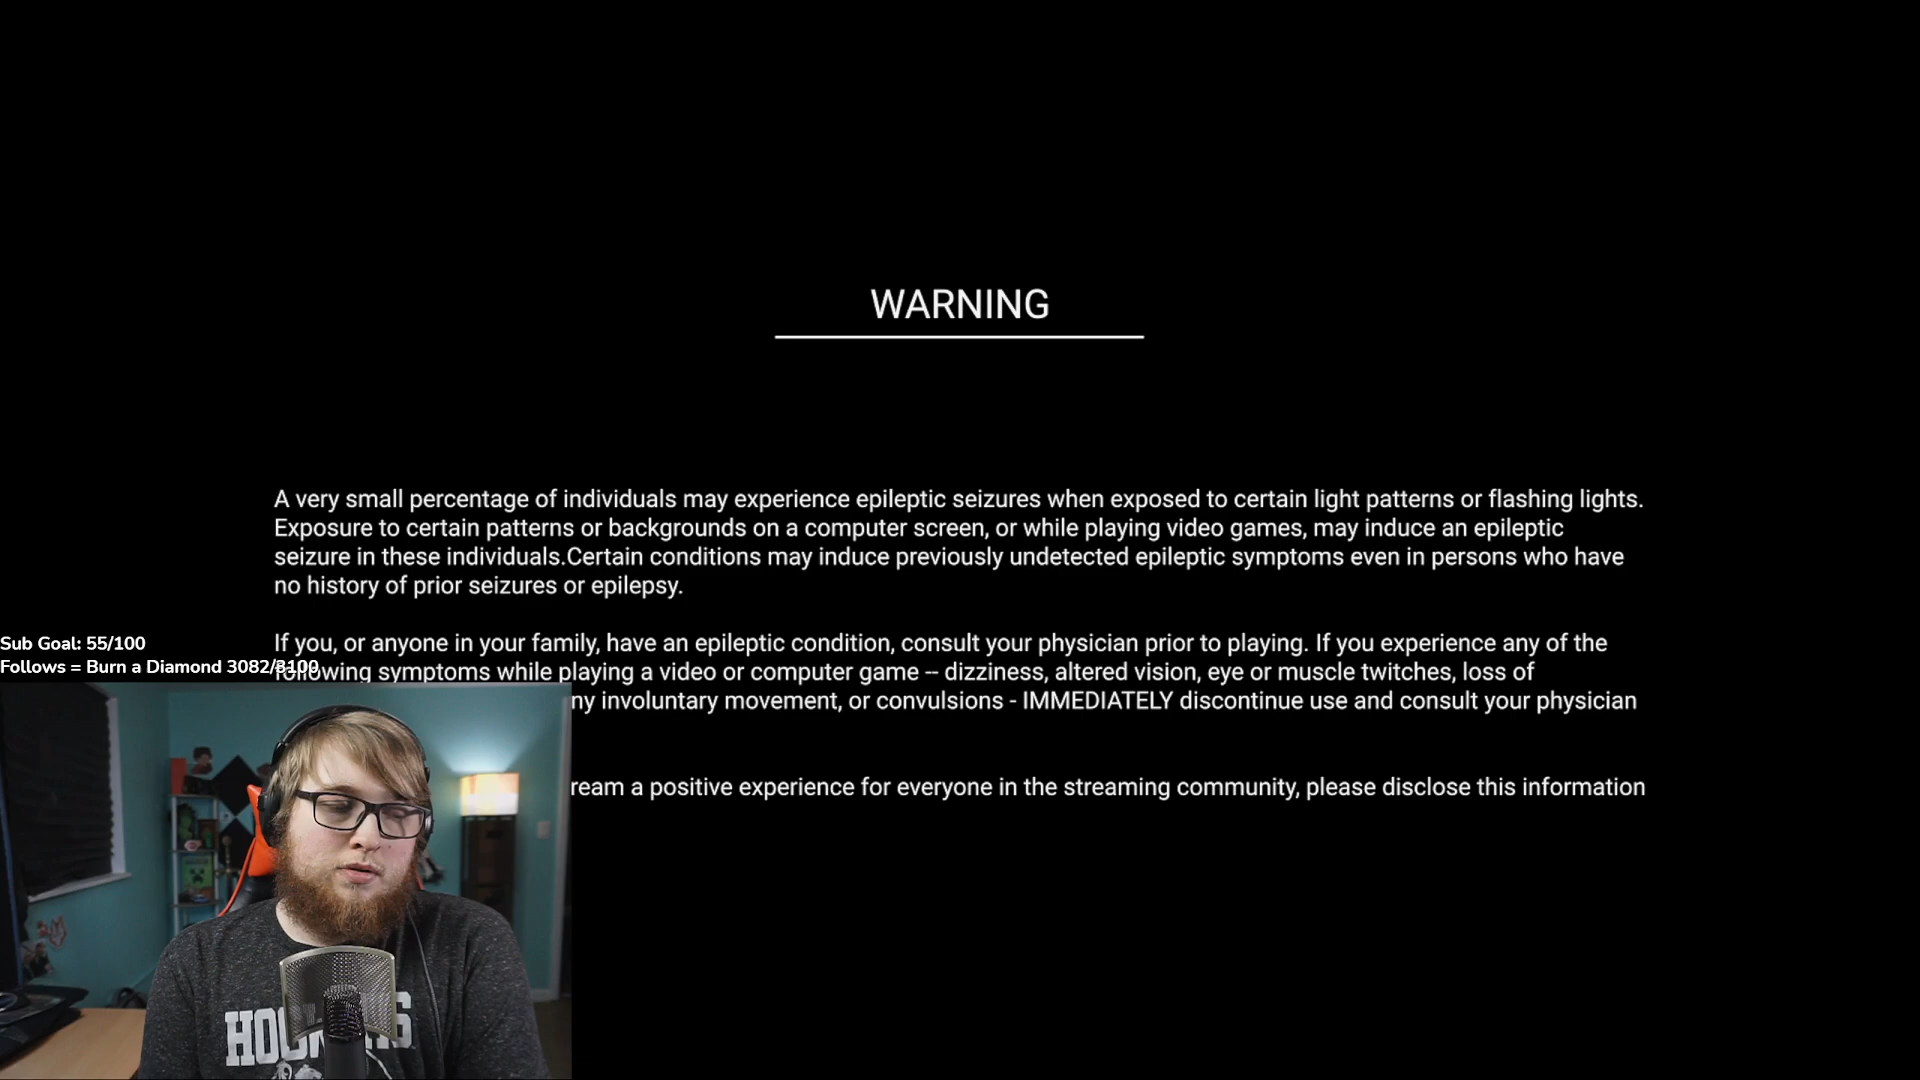 WARNING
A very small percentage of individuals may experience epileptic seizures when exposed to certain light patterns or flashing lights.
Exposure to certain patterns or backgrounds on a computer screen, or while playing video games, may induce an epileptic
seizure in these individuals.Certain conditions may induce previously undetected epileptic symptoms even in persons who have
no history of prior seizures or epilepsy.
If you, or anyone in your family, have an epileptic condition, consult your physician prior to playing. If you experience any of the
following symptoms while playing a video or computer game -- dizziness, altered vision, eye or muscle twitches, loss of
ny involuntary movement, or convulsions - IMMEDIATELY discontinue use and consult your physician
ream a positive experience for everyone in the streaming community, please disclose this information
Sub Goal: 55/100
Follows = Burn a Diamond 3082/3100